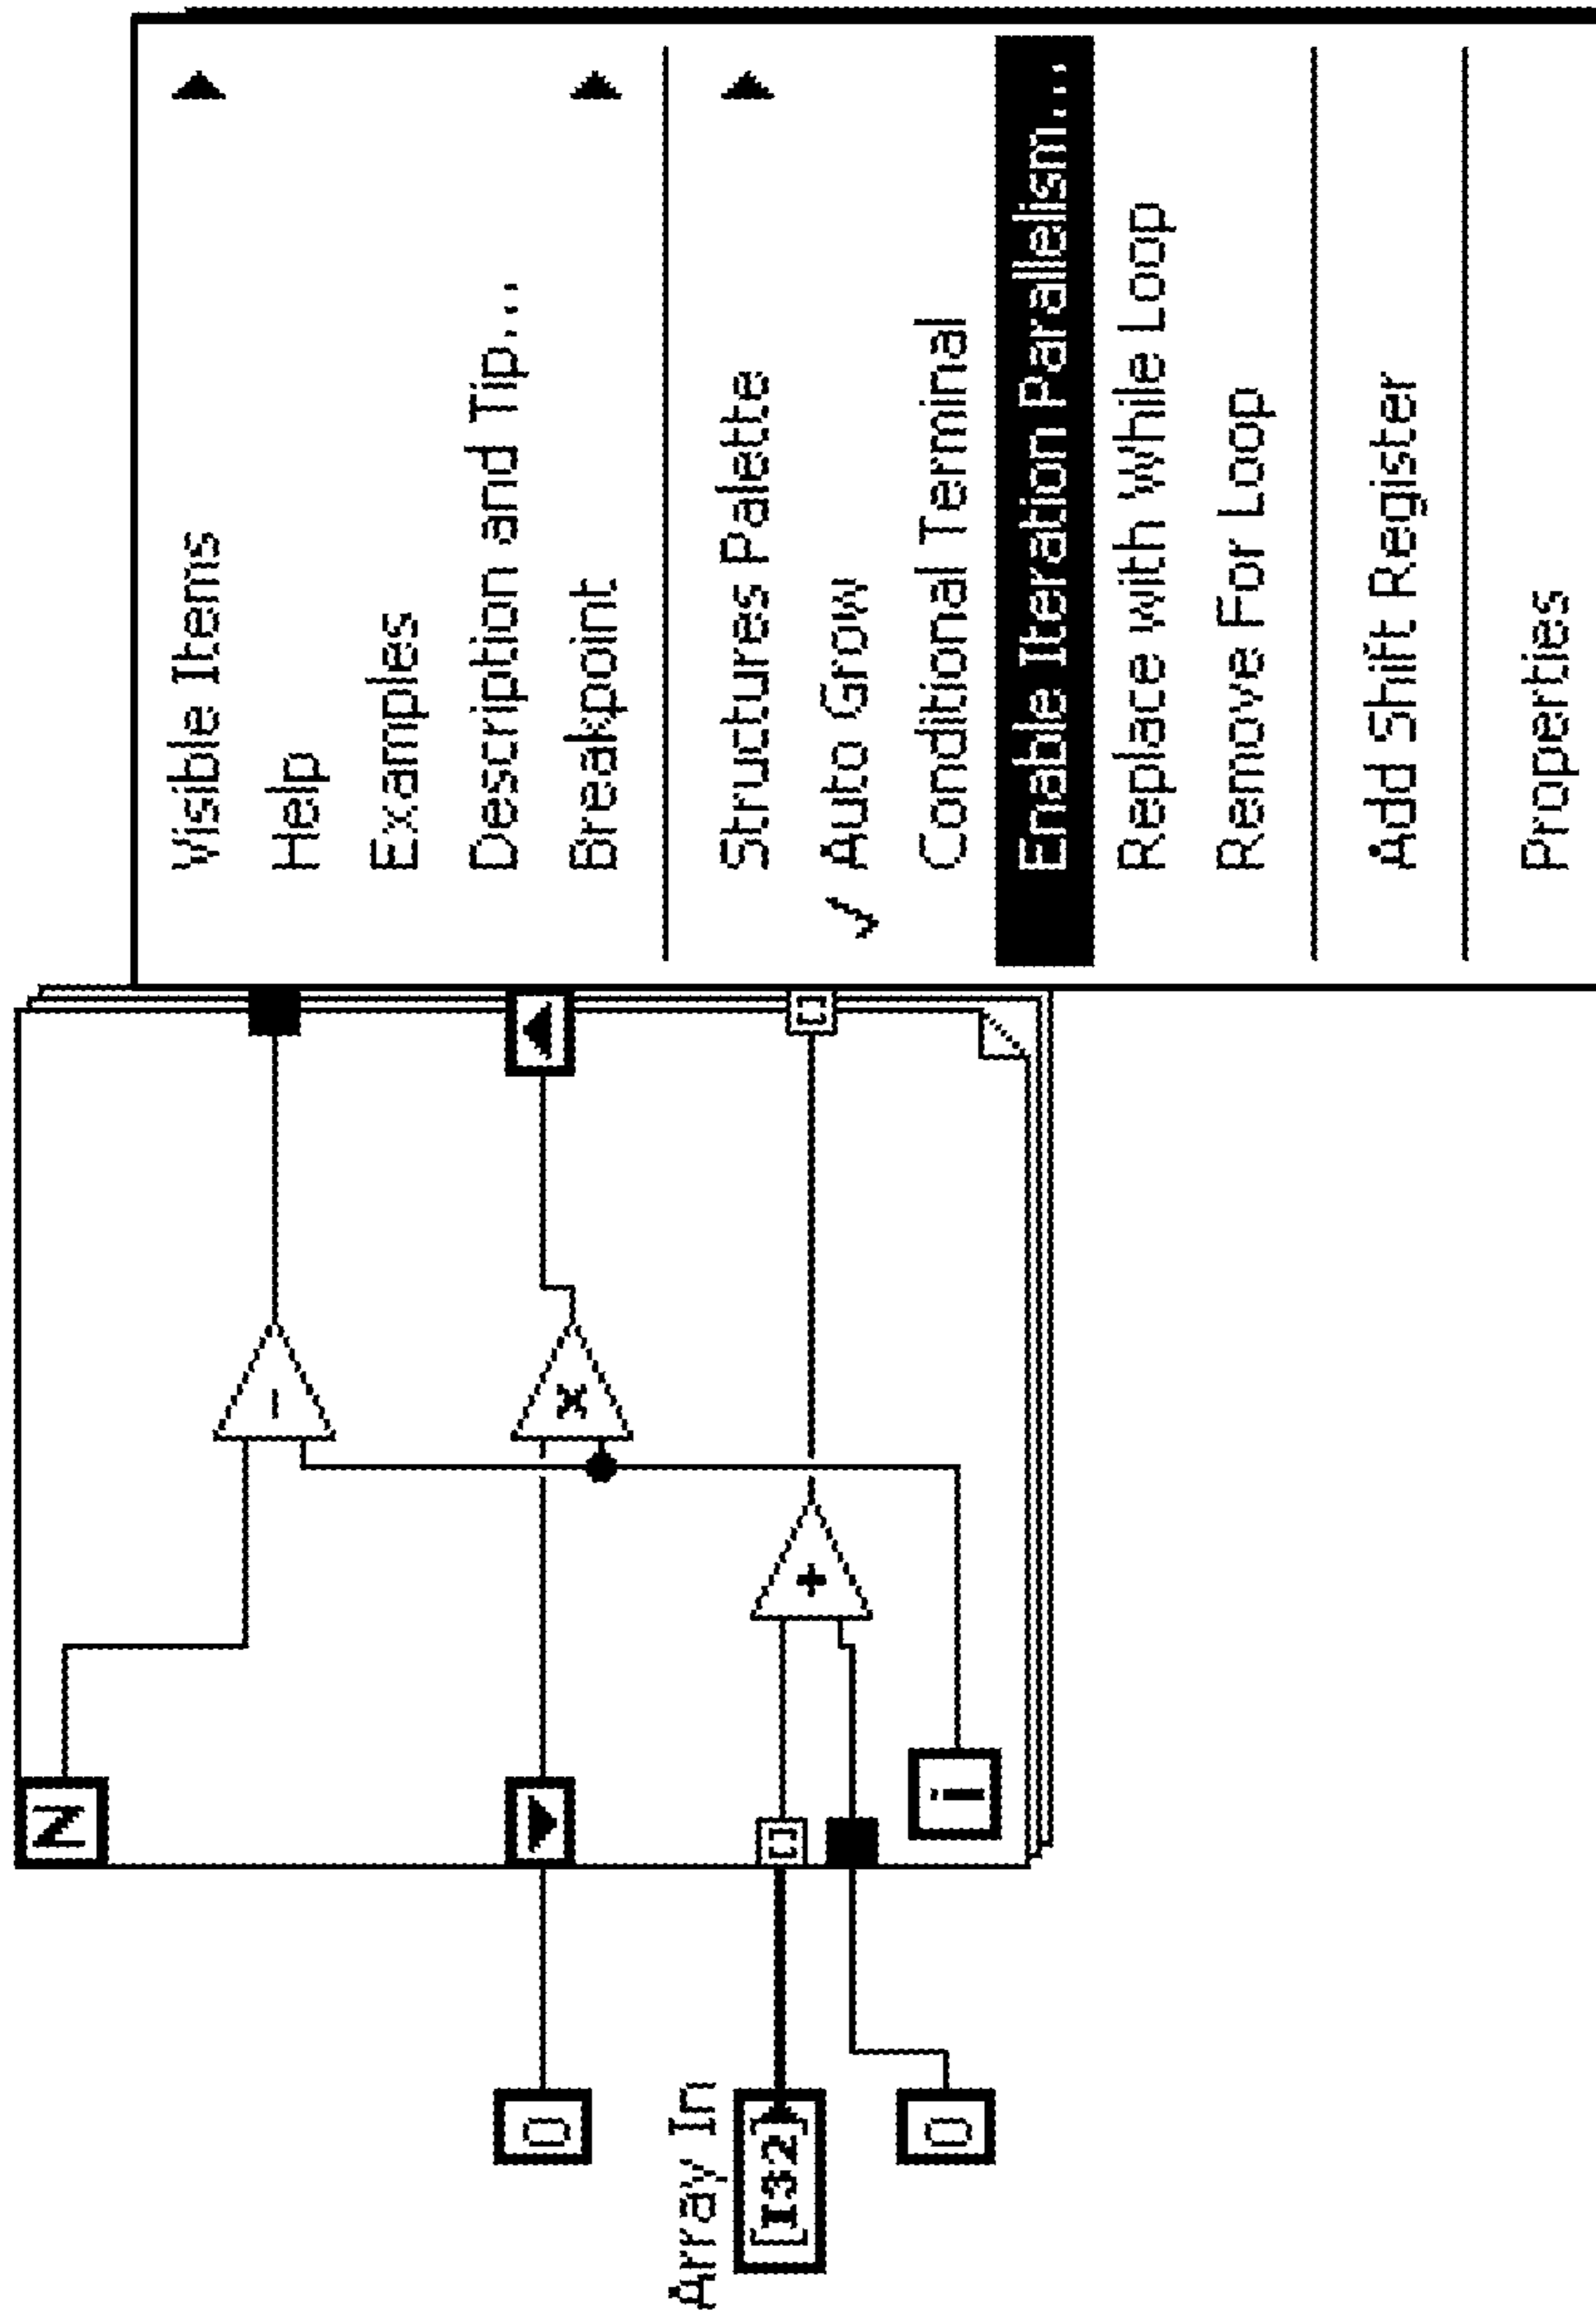 N
0
Array In
[I32]
0
i
-
x
+
Visible Items
Help
Examples
Description and Tip...
Breakpoint
Structures Palette
✓ Auto Grow
Conditional Terminal
Enable Iteration Parallelism...
Replace with While Loop
Remove For Loop
Add Shift Register
Properties